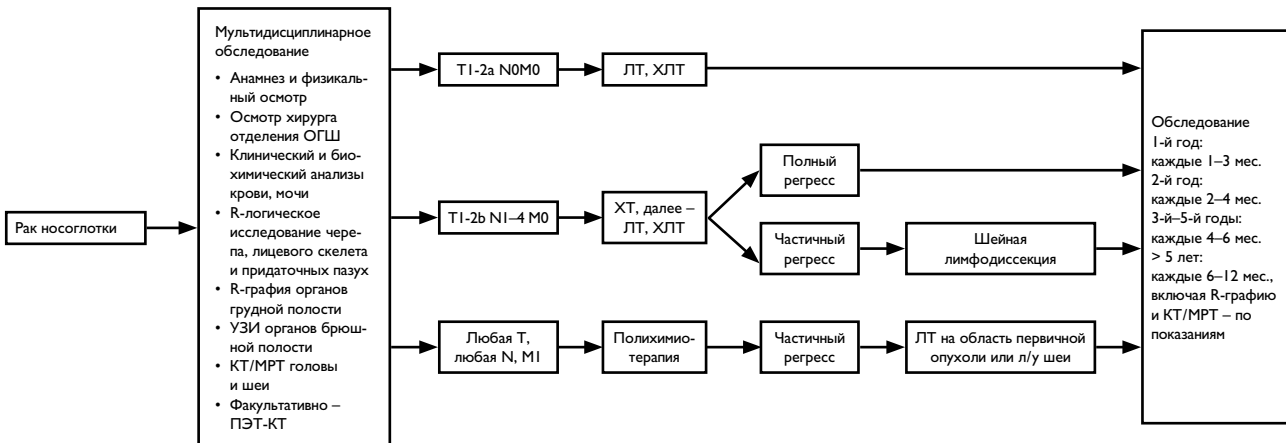 Рак носоглотки
Мультидисциплинарное
обследование
• Анамнез и физикаль-
ный осмотр
• Осмотр хирурга
отделения ОГШ
• Клинический и био-
химический анализы
крови, мочи
• R-логическое
исследование чере-
па, лицевого скелета
и придаточных пазух
• R-графия органов
грудной полости
• УЗИ органов брюш-
ной полости
• КТ/МРТ головы
и шеи
• Факультативно –
ПЭТ-КТ
T1-2a N0M0
ЛТ, ХЛТ
T1-2b N1–4 M0
ХТ, далее –
ЛТ, ХЛТ
Полный
регресс
Частичный
регресс
Шейная
лимфодиссекция
Любая Т,
любая N, M1
Полихимио-
терапия
Частичный
регресс
ЛТ на область первичной
опухоли или л/у шеи
Обследование
1-й год:
каждые 1–3 мес.
2-й год:
каждые 2–4 мес.
3-й–5-й годы:
каждые 4–6 мес.
> 5 лет:
каждые 6–12 мес.,
включая R-графию
и КТ/МРТ – по
показаниям